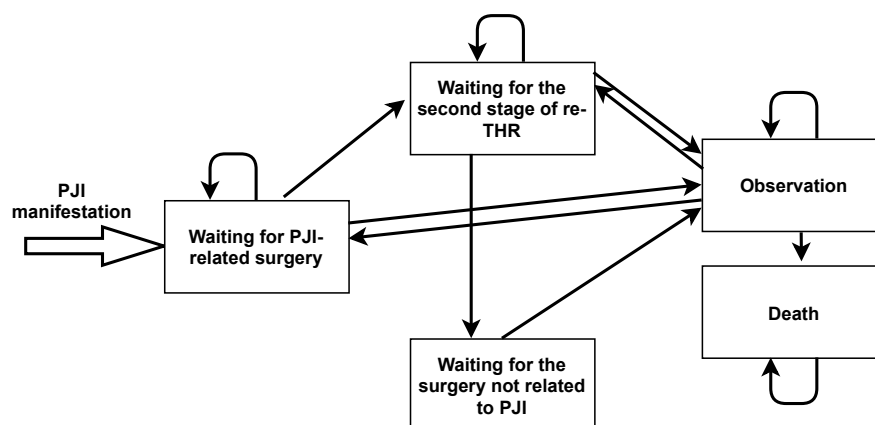 Waiting for the
second stage of re-
THR
PJI
manifestation
Waiting for PJI-
related surgery
Observation
Death
Waiting for the
surgery not related
to PJI